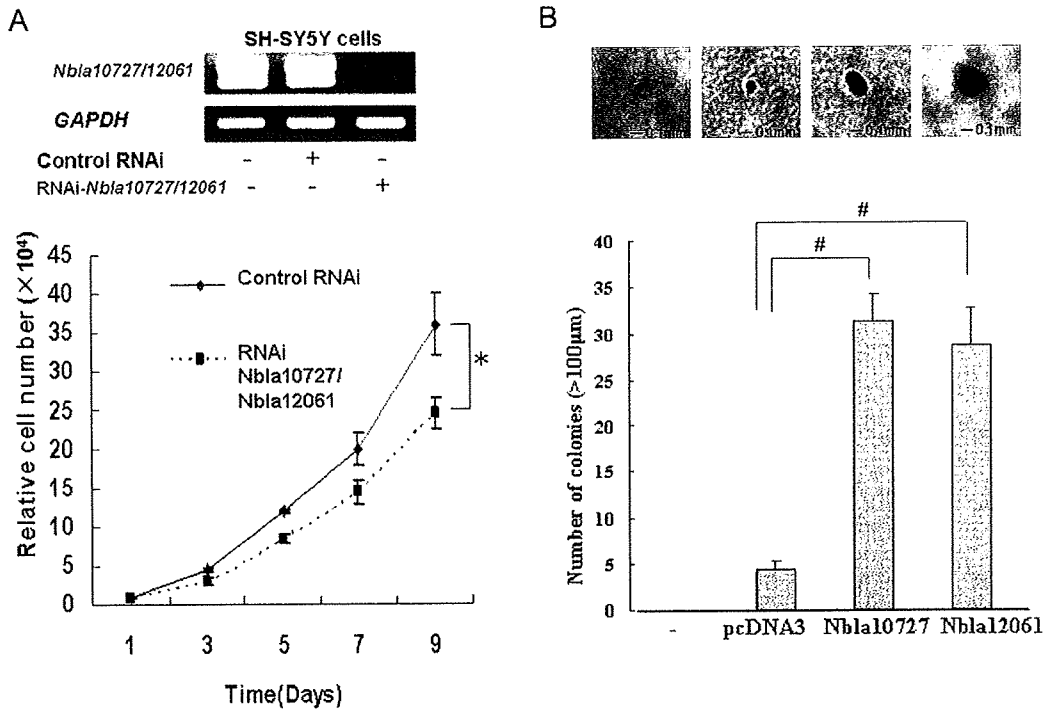 A
SH-SY5Y cells
Nbla10727/12061
GAPDH
Control RNAi - + -
RNAi-Nbla10727/12061 - - +
Relative cell number (×10⁴)
45
40
35
30
25
20
15
10
5
0
Control RNAi
RNAi
Nbla10727/
Nbla12061
*
1 3 5 7 9
Time(Days)
B
0.3mm
#
#
Number of colonies (>100μm)
40
35
30
25
20
15
10
5
0
- pcDNA3 Nbla10727 Nbla12061